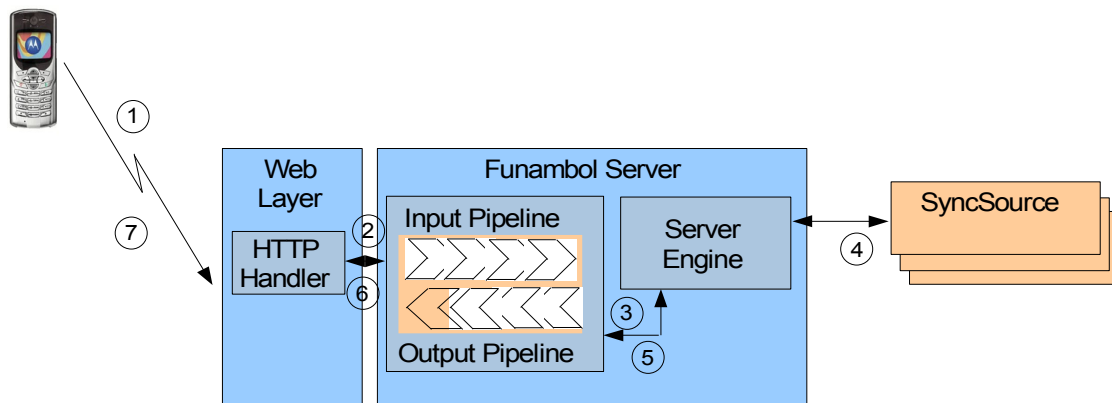 1
7
Web
Layer
HTTP
Handler
2
6
Funambol Server
Input Pipeline
Output Pipeline
3
5
Server
Engine
4
SyncSource